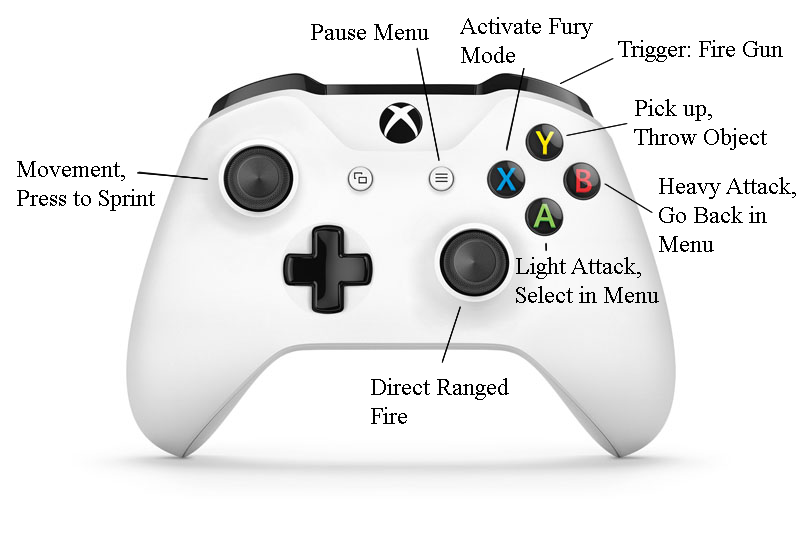 Pause Menu
Activate Fury
Mode
Trigger: Fire Gun
Pick up,
Throw Object
Movement,
Press to Sprint
Y
X
B
A
Heavy Attack,
Go Back in
Menu
Light Attack,
Select in Menu
Direct Ranged
Fire